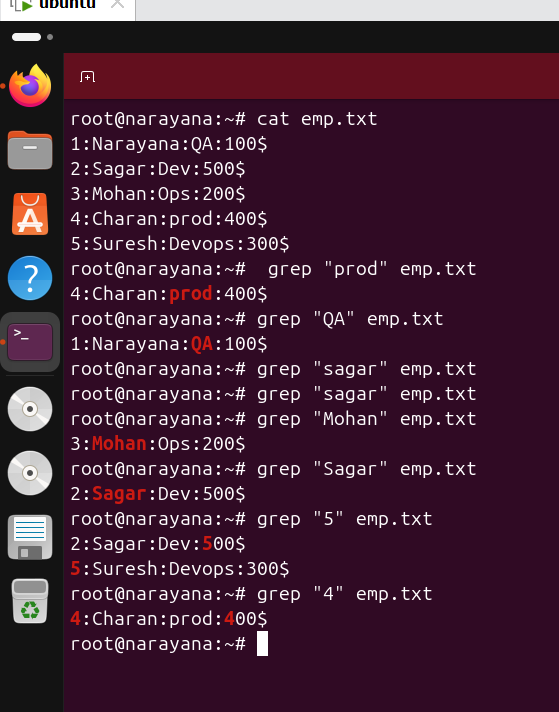 ubuntu
root@narayana:~# cat emp.txt
1:Narayana:QA:100$
2:Sagar:Dev:500$
3:Mohan:Ops:200$
4:Charan:prod:400$
5:Suresh:Devops:300$
root@narayana:~#  grep "prod" emp.txt
4:Charan:prod:400$
root@narayana:~# grep "QA" emp.txt
1:Narayana:QA:100$
root@narayana:~# grep "sagar" emp.txt
root@narayana:~# grep "sagar" emp.txt
root@narayana:~# grep "Mohan" emp.txt
3:Mohan:Ops:200$
root@narayana:~# grep "Sagar" emp.txt
2:Sagar:Dev:500$
root@narayana:~# grep "5" emp.txt
2:Sagar:Dev:500$
5:Suresh:Devops:300$
root@narayana:~# grep "4" emp.txt
4:Charan:prod:400$
root@narayana:~#